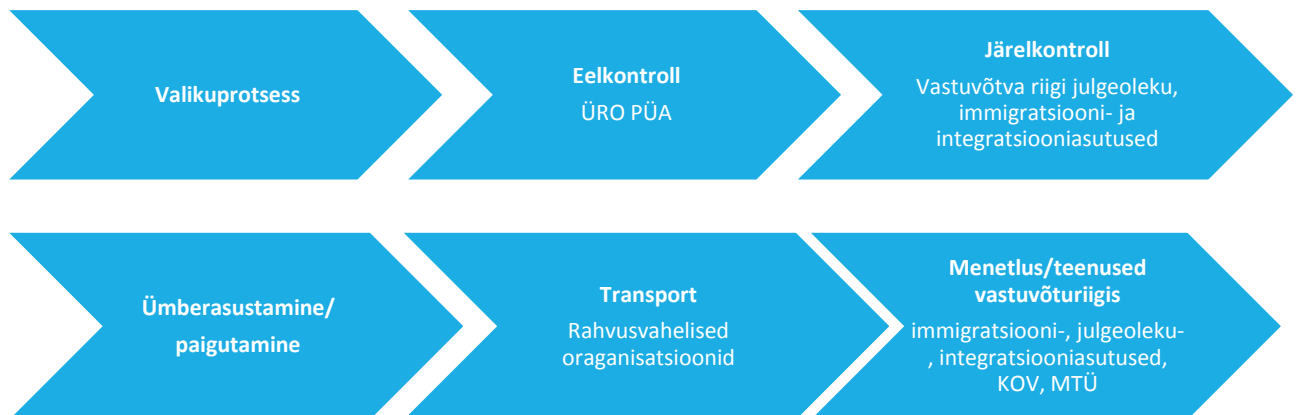 Valikuprotsess
Eelkontroll
ÜRO PÜA
Järelkontroll
Vastuvõtva riigi julgeoleku,
immigratsiooni- ja
integratsiooniasutused
Ümberasustamine/
paigutamine
Transport
Rahvusvahelised
oraganisatsioonid
Menetlus/teenused
vastuvõturiigis
immigratsiooni-, julgeoleku-
, integratsiooniasutused,
KOV, MTÜ